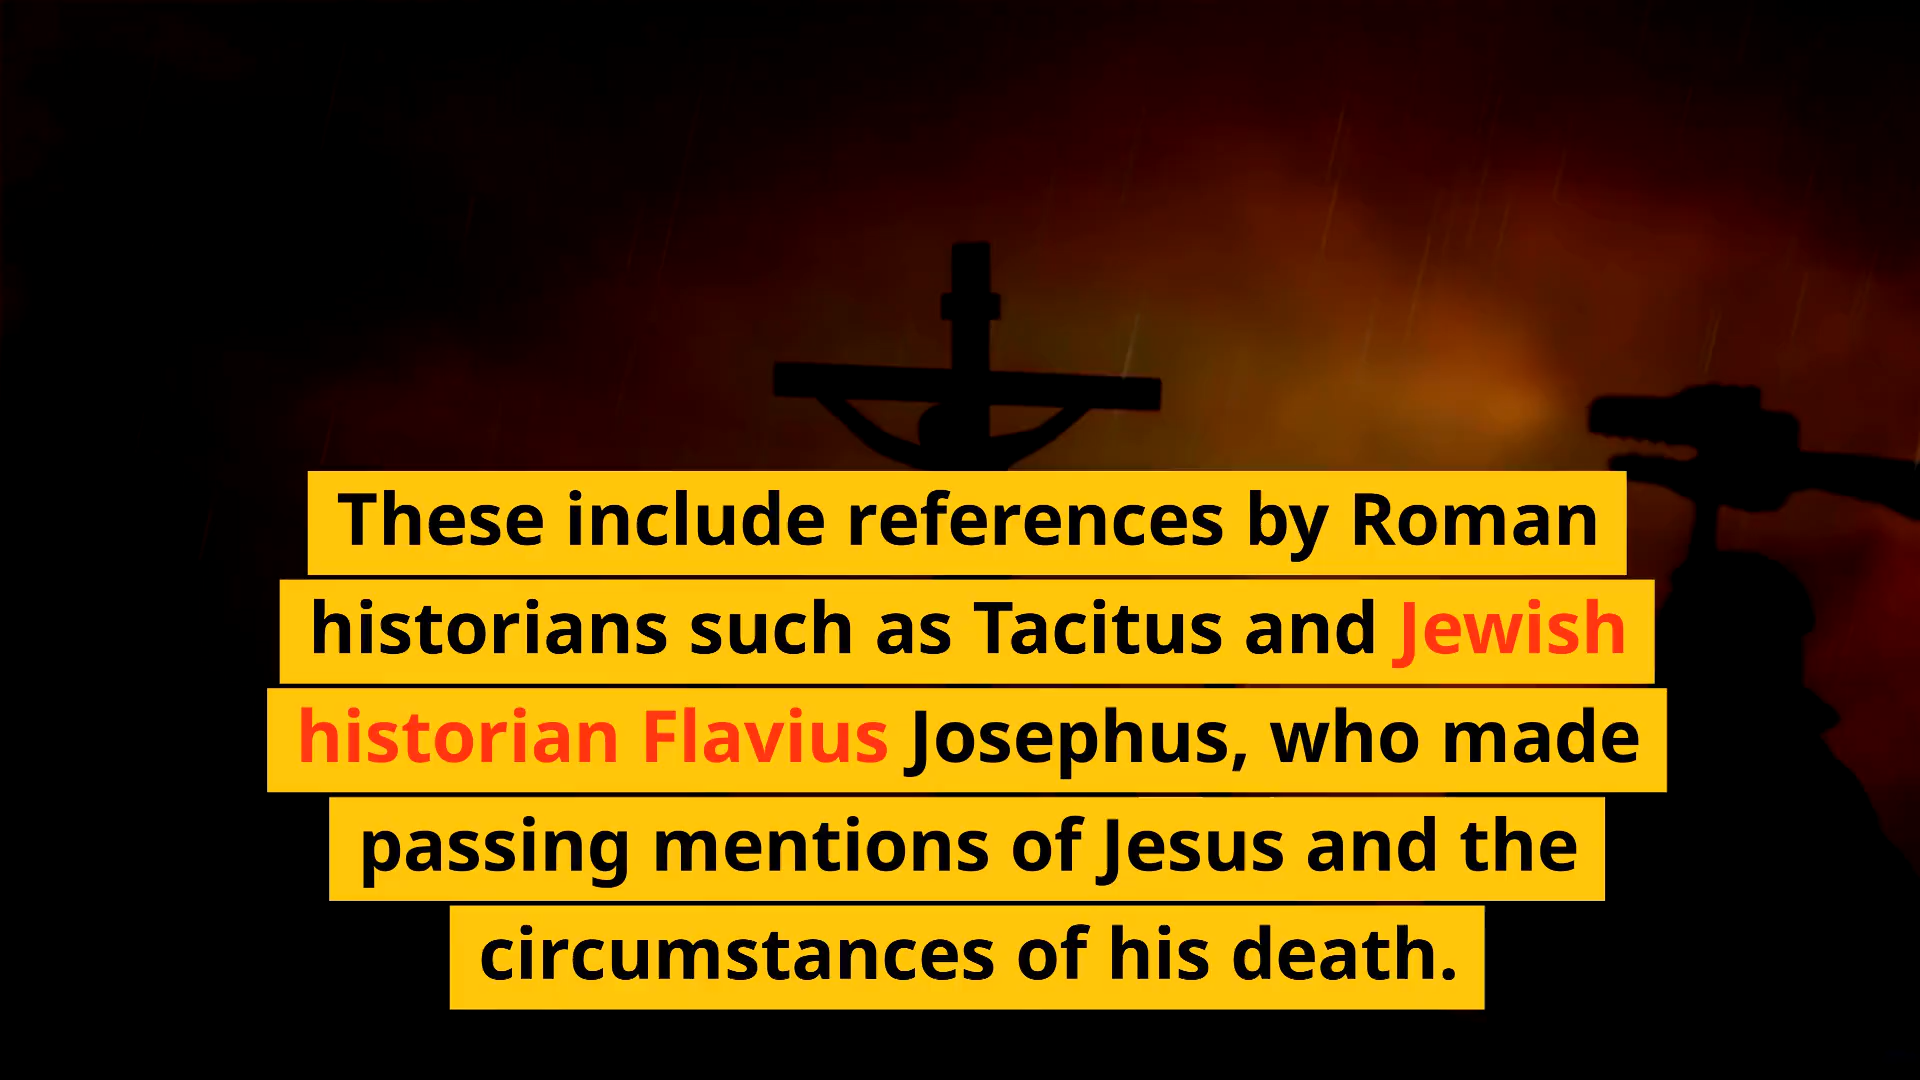 These include references by Roman
historians such as Tacitus and Jewish
historian Flavius Josephus, who made
passing mentions of Jesus and the
circumstances of his death.